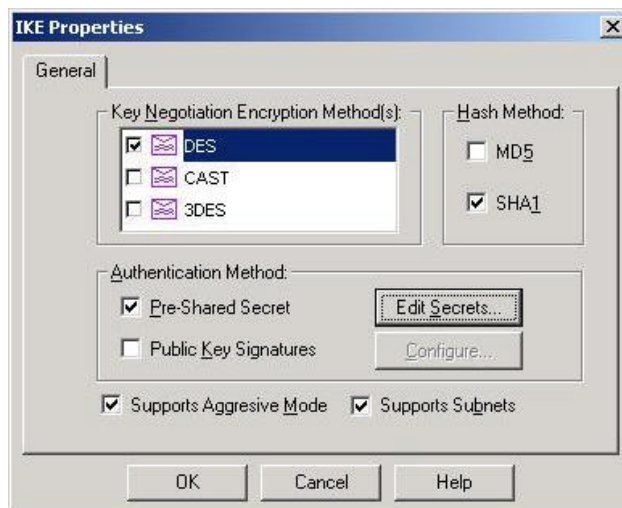 IKE Properties
General
Key Negotiation Encryption Method(s):
DES
CAST
3DES
Hash Method:
MD5
SHA1
Authentication Method:
Pre-Shared Secret
Edit Secrets...
Public Key Signatures
Configure...
Supports Aggresive Mode
Supports Subnets
OK
Cancel
Help